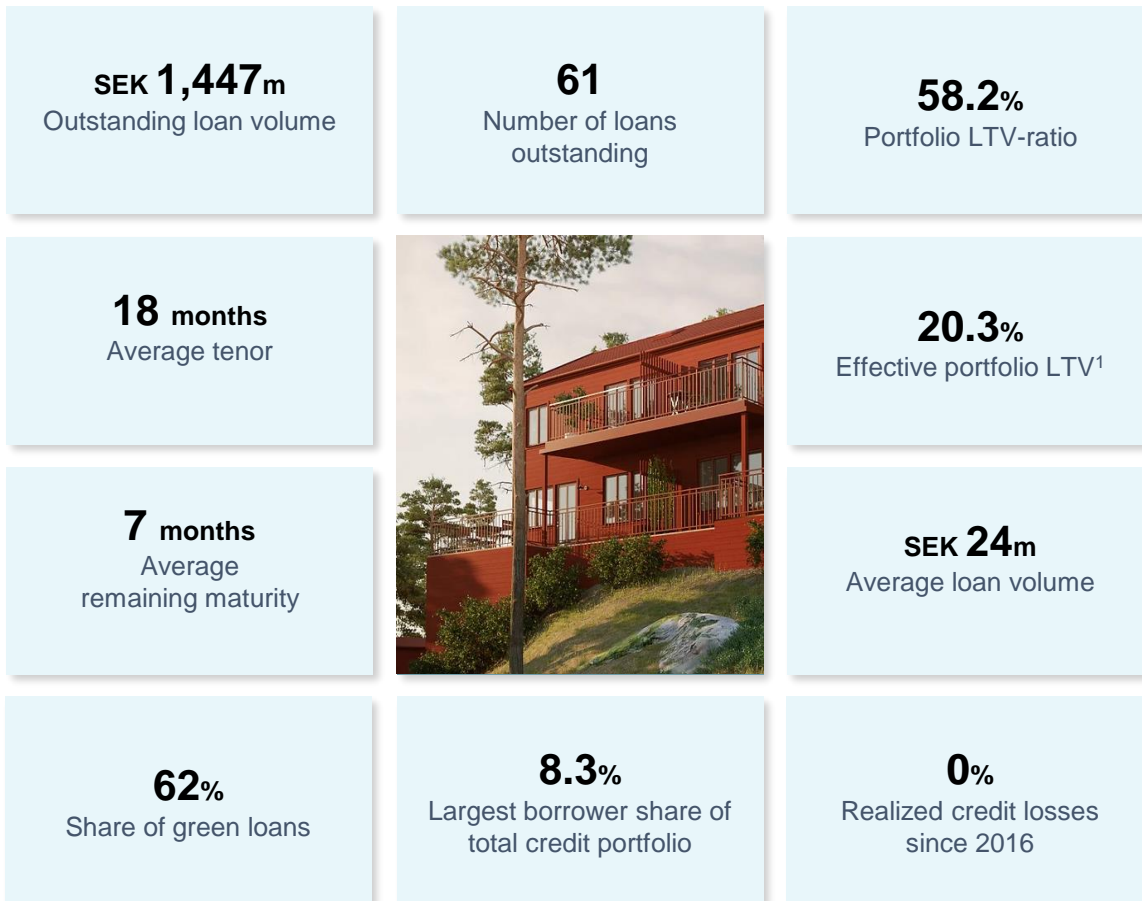 SEK 1,447m
Outstanding loan volume
61
Number of loans
outstanding
58.2%
Portfolio LTV-ratio
18 months
Average tenor
20.3%
Effective portfolio LTV¹
7 months
Average
remaining maturity
SEK 24m
Average loan volume
62%
Share of green loans
8.3%
Largest borrower share of
total credit portfolio
0%
Realized credit losses
since 2016